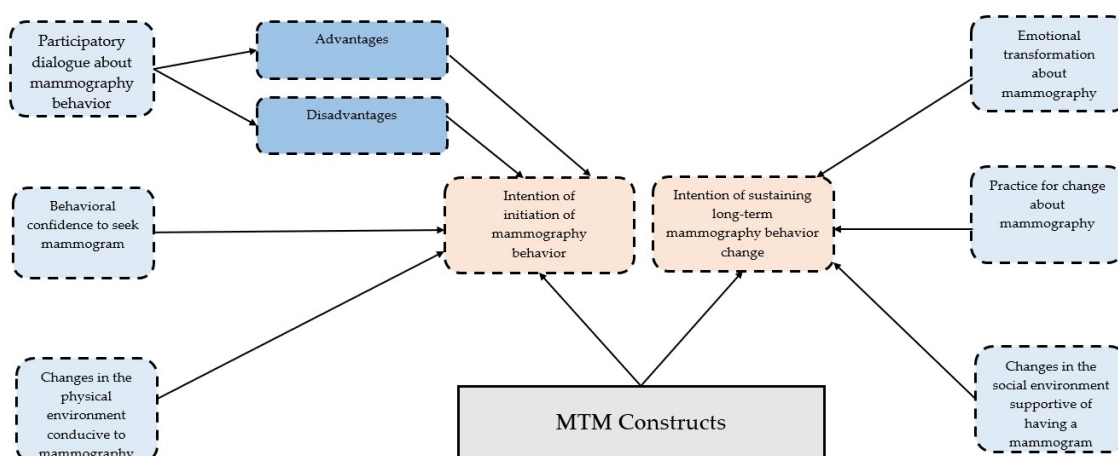 Participatory
dialogue about
mammography
behavior
Advantages
Disadvantages
Emotional
transformation
about
mammography
Behavioral
confidence to seek
mammogram
Intention of
initiation of
mammography
behavior
Intention of sustaining
long-term
mammography behavior
change
Practice for change
about
mammography
Changes in the
physical
environment
conducive to
mammography
MTM Constructs
Changes in the
social environment
supportive of
having a
mammogram